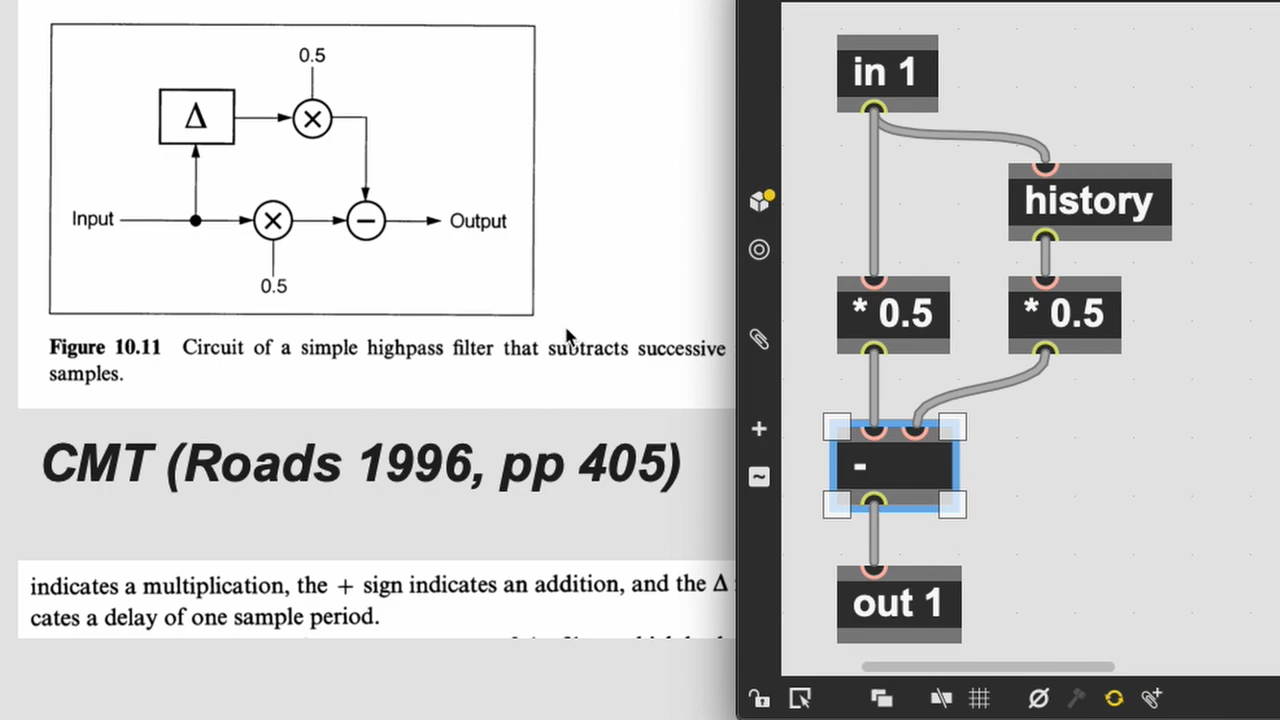 0.5
Δ
×
Input
×
−
Output
0.5
Figure 10.11 Circuit of a simple highpass filter that subtracts successive
samples.
CMT (Roads 1996, pp 405)
indicates a multiplication, the + sign indicates an addition, and the Δ
cates a delay of one sample period.
in 1
history
* 0.5
* 0.5
-
out 1